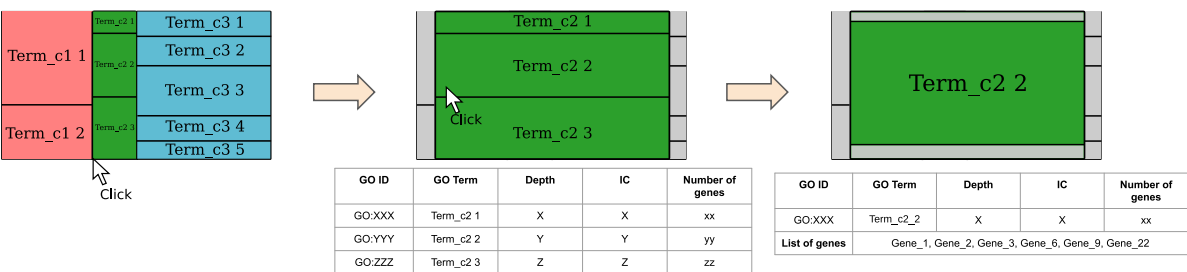 Term_c1 1
Term_c1 2
Term_c2 1
Term_c2 2
Term_c2 3
Term_c3 1
Term_c3 2
Term_c3 3
Term_c3 4
Term_c3 5
Click
Term_c2 1
Term_c2 2
Term_c2 3
Click
GO ID GO Term Depth IC Number of genes
GO:XXX Term_c2 1 X X xx
GO:YYY Term_c2 2 Y Y yy
GO:ZZZ Term_c2 3 Z Z zz
Term_c2 2
GO ID GO Term Depth IC Number of genes
GO:XXX Term_c2_2 X X xx
List of genes Gene_1, Gene_2, Gene_3, Gene_6, Gene_9, Gene_22